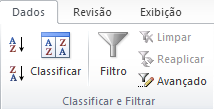 Dados Revisão Exibição
A Z
Z A
A Z
Z A
Classificar
Filtro
Limpar
Reaplicar
Avançado
Classificar e Filtrar